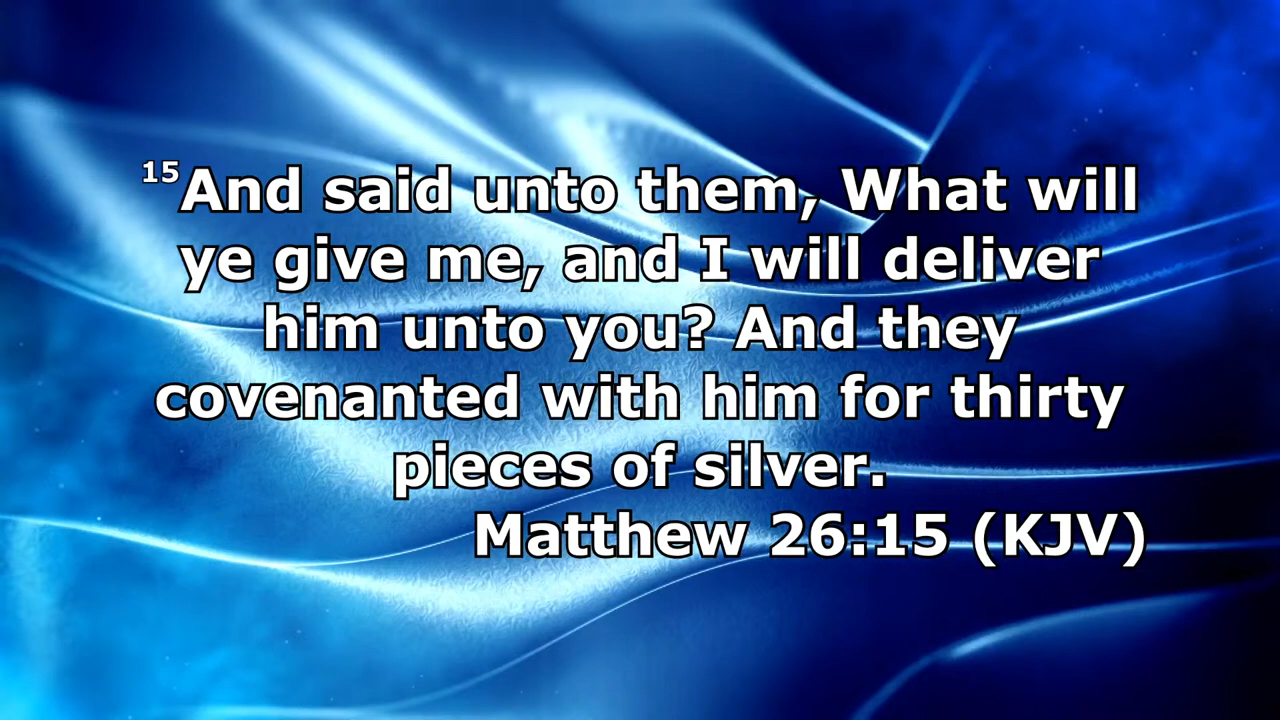 15And said unto them, What will
ye give me, and I will deliver
him unto you? And they
covenanted with him for thirty
pieces of silver.
Matthew 26:15 (KJV)